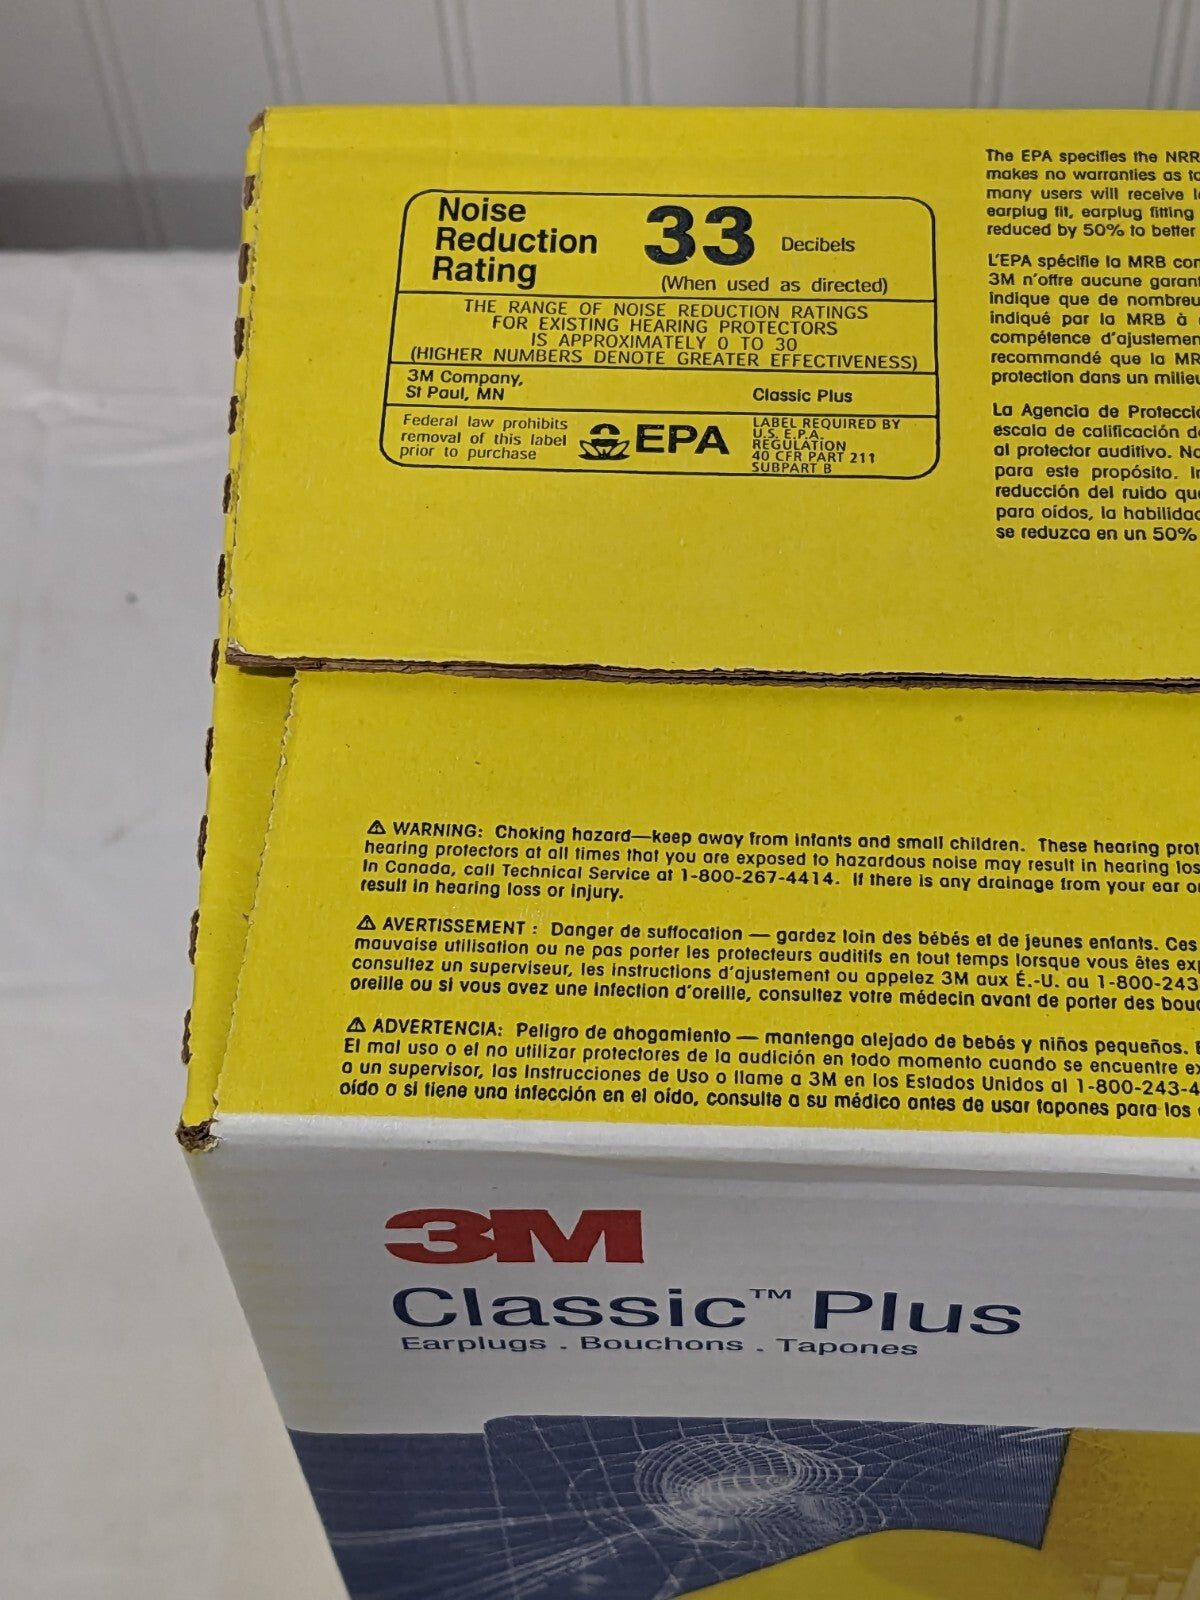 Noise
Reduction
Rating
33 Decibels
(When used as directed)
THE RANGE OF NOISE REDUCTION RATINGS
FOR EXISTING HEARING PROTECTORS
IS APPROXIMATELY 0 TO 30
(HIGHER NUMBERS DENOTE GREATER EFFECTIVENESS)
3M Company,
St Paul, MN
Classic Plus
Federal law prohibits
removal of this label
prior to purchase
EPA
LABEL REQUIRED BY
U.S. E.P.A.
REGULATION
40 CFR PART 211
SUBPART B
The EPA specifies the NRR
makes no warranties as to
many users will receive
earplug fit, earplug fitting
reduced by 50% to better
L'EPA spécifie la MRB
3M n'offre aucune
indique que de
indiqué par la MRB à
compétence
recommandé que la
protection dans un
La Agencia de
escala de calificación
al protector auditivo.
para este propósito.
reducción del ruido
para oídos, la
se reduzca en un 50%
⚠ WARNING: Choking hazard—keep away from infants and small children. These hearing
hearing protectors at all times that you are exposed to hazardous noise may result in hearing
In Canada, call Technical Service at 1-800-267-4414. If there is any drainage from your ear
result in hearing loss or injury.
⚠ AVERTISSEMENT : Danger de suffocation — gardez loin des bébés et de jeunes enfants. Ces
mauvaise utilisation ou ne pas porter les protecteurs auditifs en tout temps lorsque vous êtes
consultez un superviseur, les instructions d'ajustement ou appelez 3M aux É.-U. au 1-800-243
oreille ou si vous avez une infection d'oreille, consultez votre médecin avant de porter des
⚠ ADVERTENCIA: Peligro de ahogamiento — mantenga alejado de bebés y niños pequeños.
El mal uso o el no utilizar protectores de la audición en todo momento cuando se encuentre
a un supervisor, las Instrucciones de Uso o llame a 3M en los Estados Unidos al 1-800-243-4
oído o si tiene una infección en el oído, consulte a su médico antes de usar tapones para los
3M
Classic™ Plus
Earplugs . Bouchons . Tapones